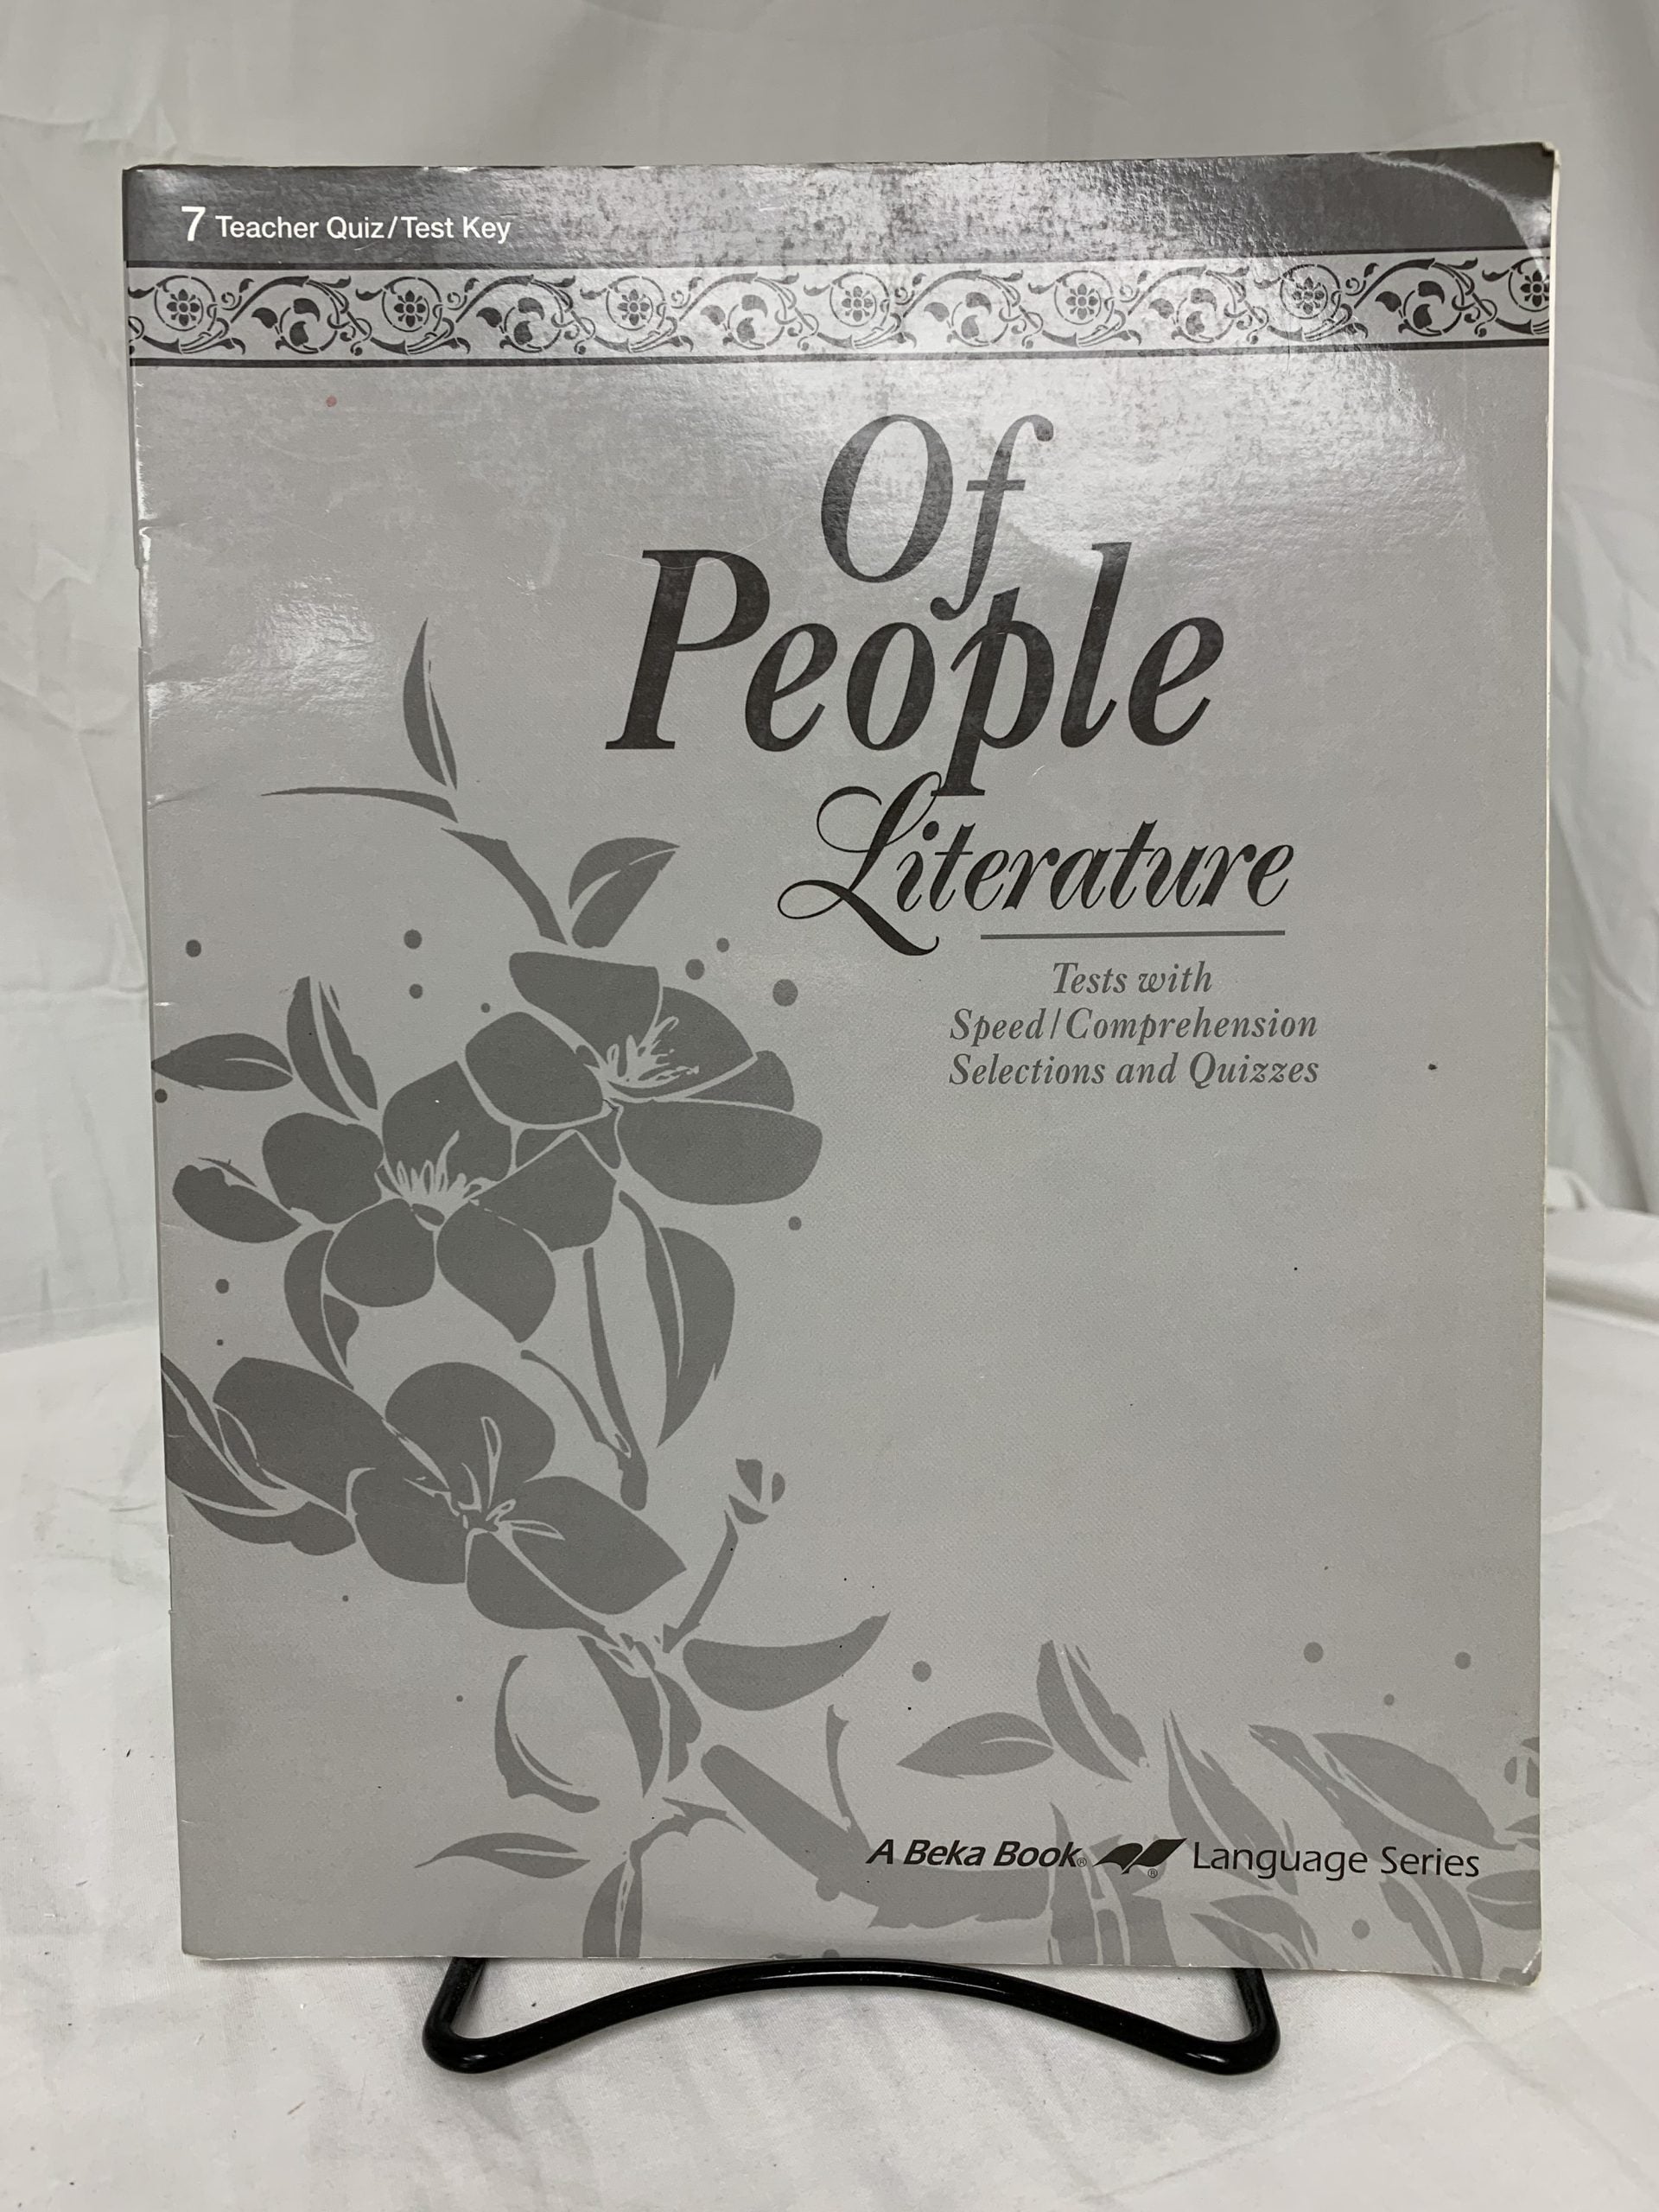 7 Teacher Quiz/Test Key
Of
People
Literature
Tests with
Speed/Comprehension
Selections and Quizzes
A Beka Book® ® Language Series